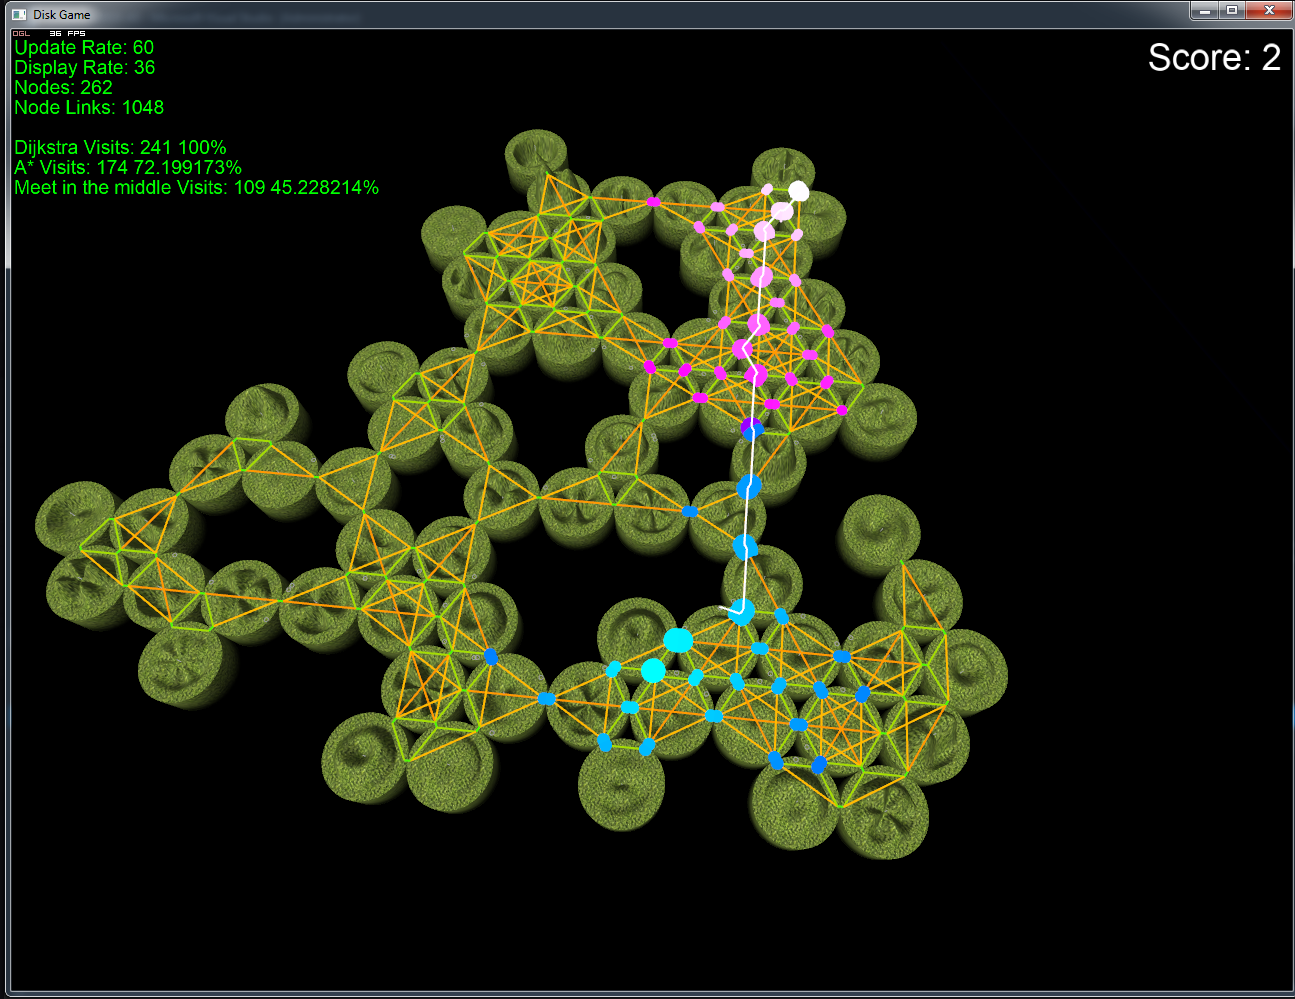 Disk Game
OGL 36 FPS
Update Rate: 60
Display Rate: 36
Nodes: 262
Node Links: 1048
Dijkstra Visits: 241 100%
A* Visits: 174 72.199173%
Meet in the middle Visits: 109 45.228214%
Score: 2